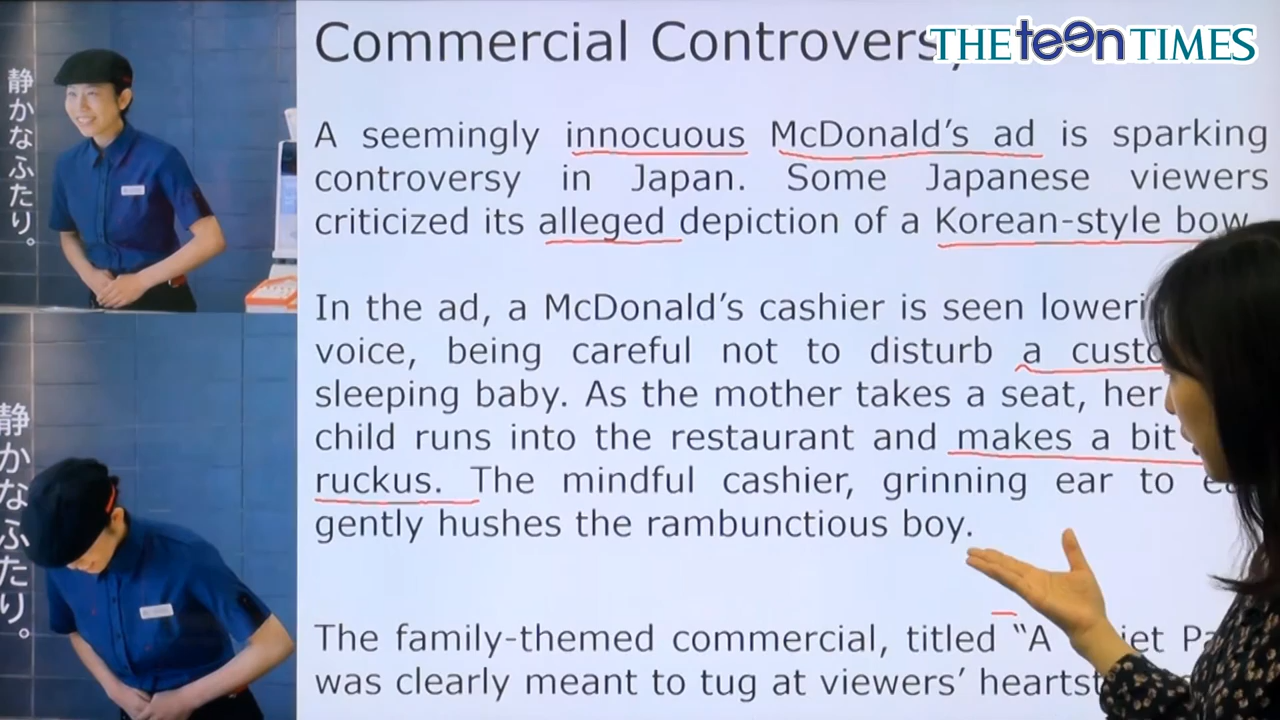 Commercial Controvers
THE teen TIMES
A seemingly innocuous McDonald's ad is sparking
controversy in Japan. Some Japanese viewers
criticized its alleged depiction of a Korean-style bow.
In the ad, a McDonald's cashier is seen
voice, being careful not to disturb a
sleeping baby. As the mother takes a seat, her
child runs into the restaurant and makes a bit
ruckus. The mindful cashier, grinning ear to
gently hushes the rambunctious boy.
The family-themed commercial, titled “A
was clearly meant to tug at viewers'
静かなふたり。
静かなふたり。